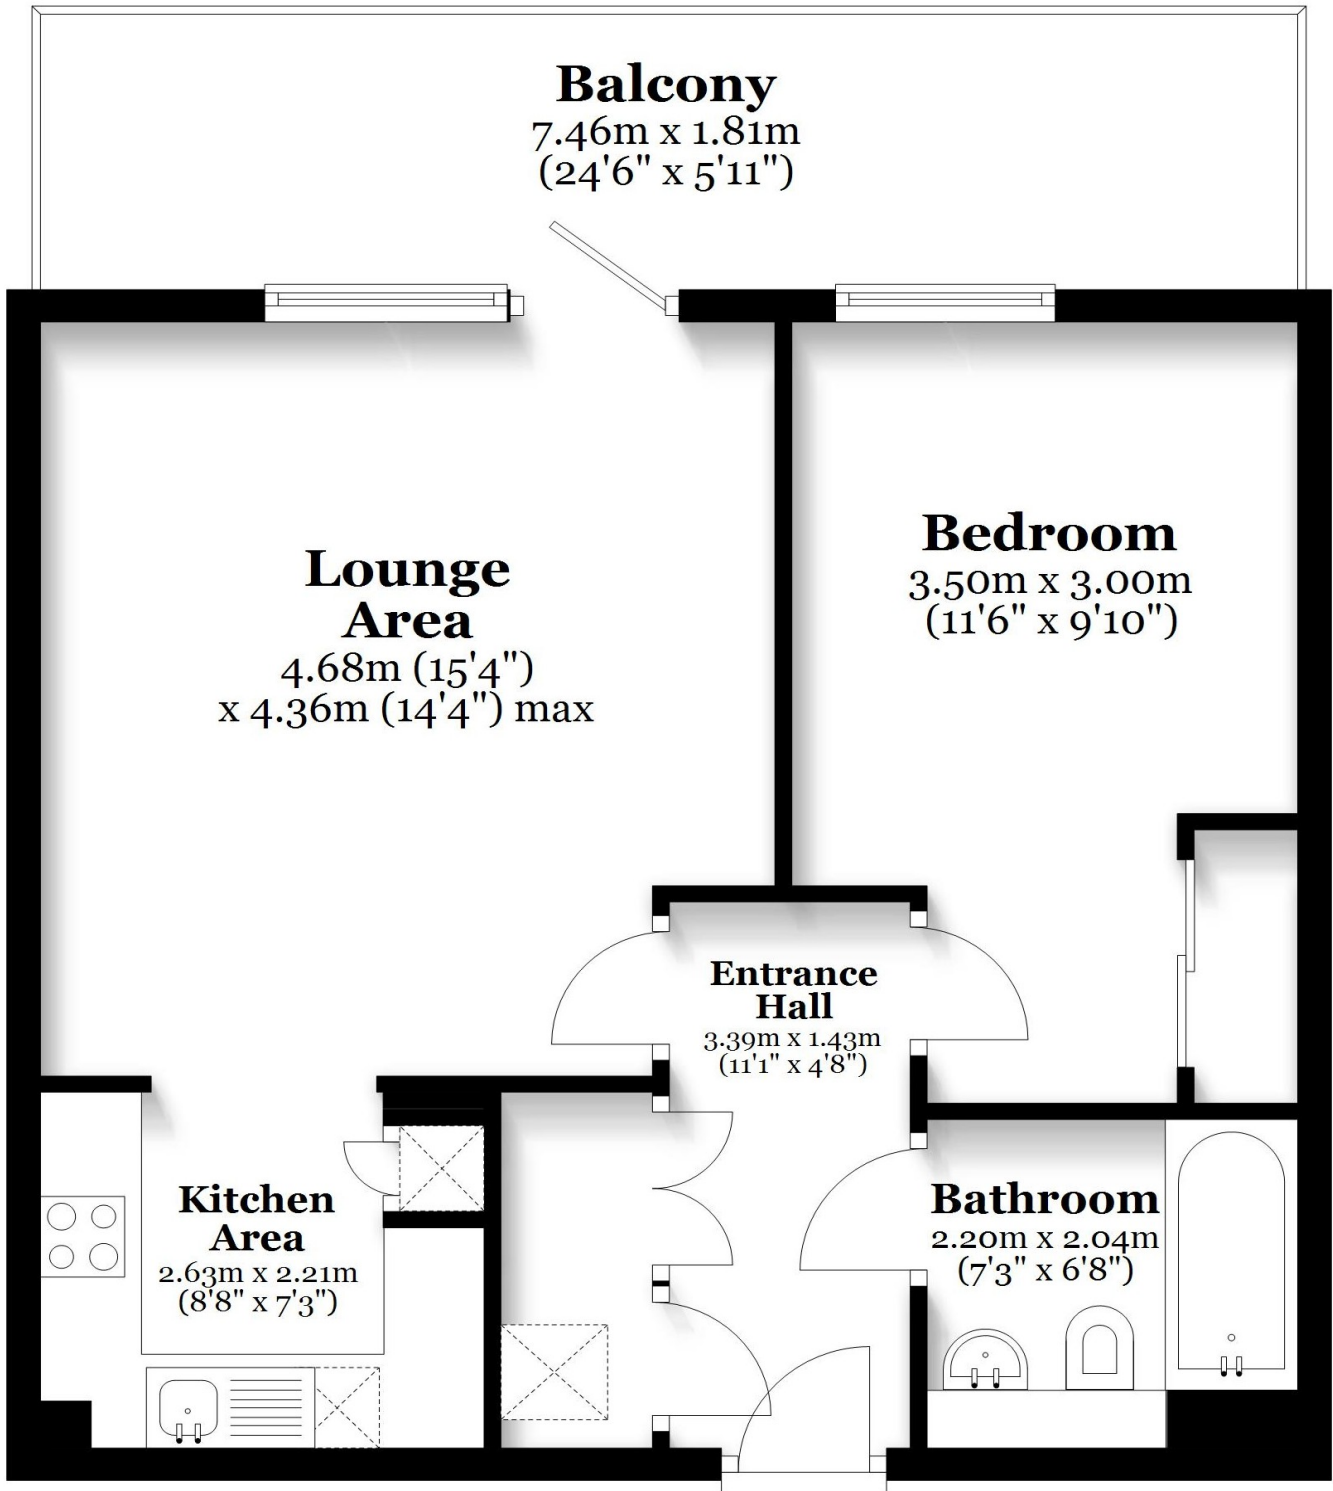 Balcony
7.46m x 1.81m
(24'6" x 5'11")
Lounge
Area
4.68m (15'4")
x 4.36m (14'4") max
Bedroom
3.50m x 3.00m
(11'6" x 9'10")
Entrance
Hall
3.39m x 1.43m
(11'1" x 4'8")
Kitchen
Area
2.63m x 2.21m
(8'8" x 7'3")
Bathroom
2.20m x 2.04m
(7'3" x 6'8")